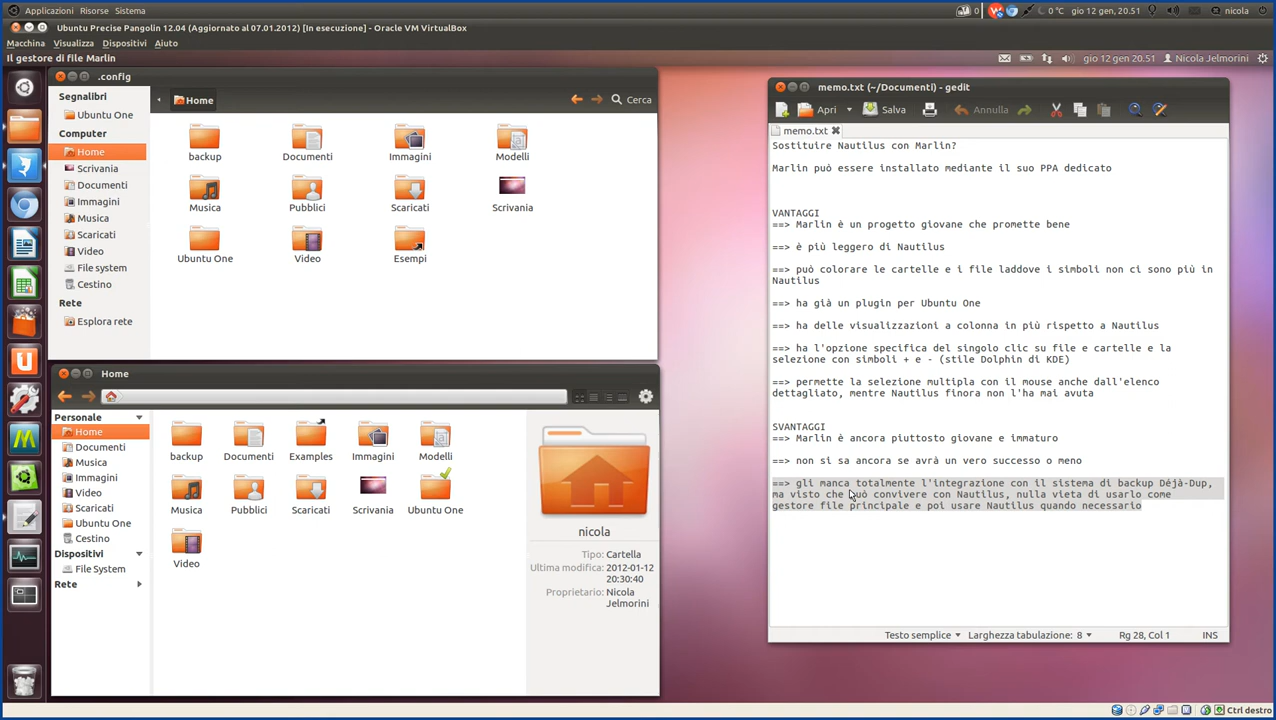 Applicazioni Risorse Sistema
0 0 °C gio 12 gen, 20.51 nicola
Ubuntu Precise Pangolin 12.04 (Aggiornato al 07.01.2012) [In esecuzione] - Oracle VM VirtualBox
Macchina Visualizza Dispositivi Aiuto
Il gestore di file Marlin
gio 12 gen 20.51 Nicola Jelmorini
.config
Segnalibri
Ubuntu One
Computer
Home
Scrivania
Documenti
Immagini
Musica
Scaricati
Video
File system
Cestino
Rete
Esplora rete
Home
Cerca
backup Documenti Immagini Modelli
Musica Pubblici Scaricati Scrivania
Ubuntu One Video Esempi
Home
Personale
Home
Documenti
Musica
Immagini
Video
Scaricati
Ubuntu One
Cestino
Dispositivi
File System
Rete
backup Documenti Examples Immagini Modelli
Musica Pubblici Scaricati Scrivania Ubuntu One
Video
nicola
Tipo: Cartella
Ultima modifica: 2012-01-12
20:30:40
Proprietario: Nicola
Jelmorini
memo.txt (~/Documenti) - gedit
Apri Salva Annulla
memo.txt
Sostituire Nautilus con Marlin?
Marlin può essere installato mediante il suo PPA dedicato
VANTAGGI
==> Marlin è un progetto giovane che promette bene
==> è più leggero di Nautilus
==> può colorare le cartelle e i file laddove i simboli non ci sono più in
Nautilus
==> ha già un plugin per Ubuntu One
==> ha delle visualizzazioni a colonna in più rispetto a Nautilus
==> ha l'opzione specifica del singolo clic su file e cartelle e la
selezione con simboli + e - (stile Dolphin di KDE)
==> permette la selezione multipla con il mouse anche dall'elenco
dettagliato, mentre Nautilus finora non l'ha mai avuta
SVANTAGGI
==> Marlin è ancora piuttosto giovane e immaturo
==> non si sa ancora se avrà un vero successo o meno
==> gli manca totalmente l'integrazione con il sistema di backup Déjà-Dup,
ma visto che può convivere con Nautilus, nulla vieta di usarlo come
gestore file principale e poi usare Nautilus quando necessario
Testo semplice Larghezza tabulazione: 8 Rg 28, Col 1 INS
Ctrl destro